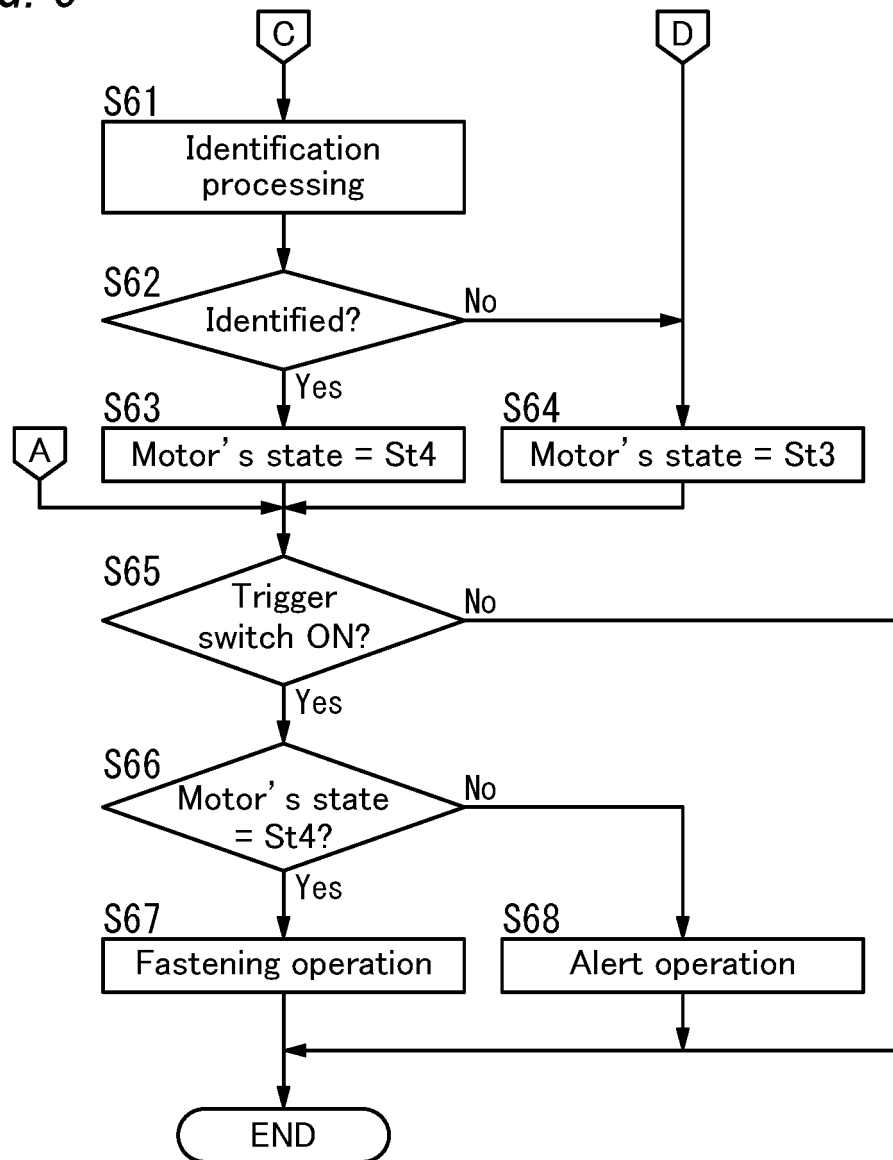 C
D
S61
Identification
processing
S62
Identified?
No
Yes
S63
S64
A
Motor's state = St4
Motor's state = St3
S65
Trigger
switch ON?
No
Yes
S66
Motor's state
= St4?
No
Yes
S67
S68
Fastening operation
Alert operation
END